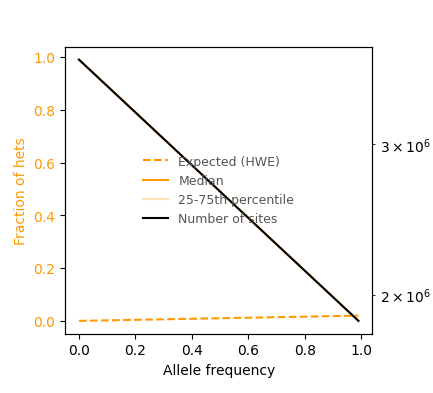 1.0
0.8
0.6
0.4
0.2
0.0
Fraction of hets
Expected (HWE)
Median
25-75th percentile
Number of sites
3 × 10⁶
2 × 10⁶
0.0 0.2 0.4 0.6 0.8 1.0
Allele frequency